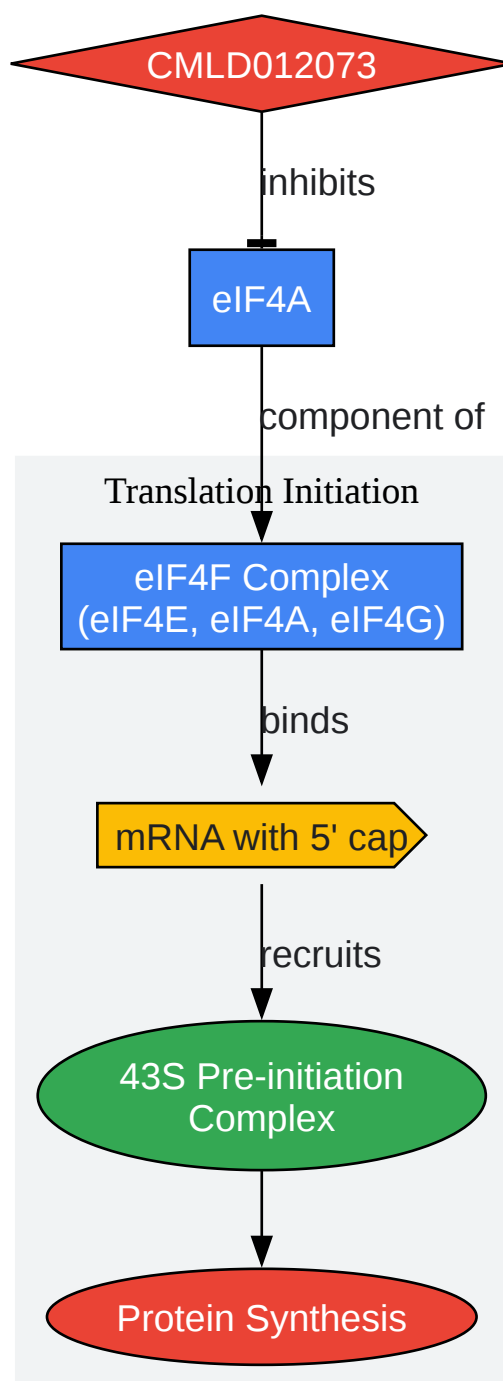 CMLD012073
inhibits
eIF4A
component of
Translation Initiation
eIF4F Complex
(eIF4E, eIF4A, eIF4G)
binds
mRNA with 5' cap
recruits
43S Pre-initiation
Complex
Protein Synthesis